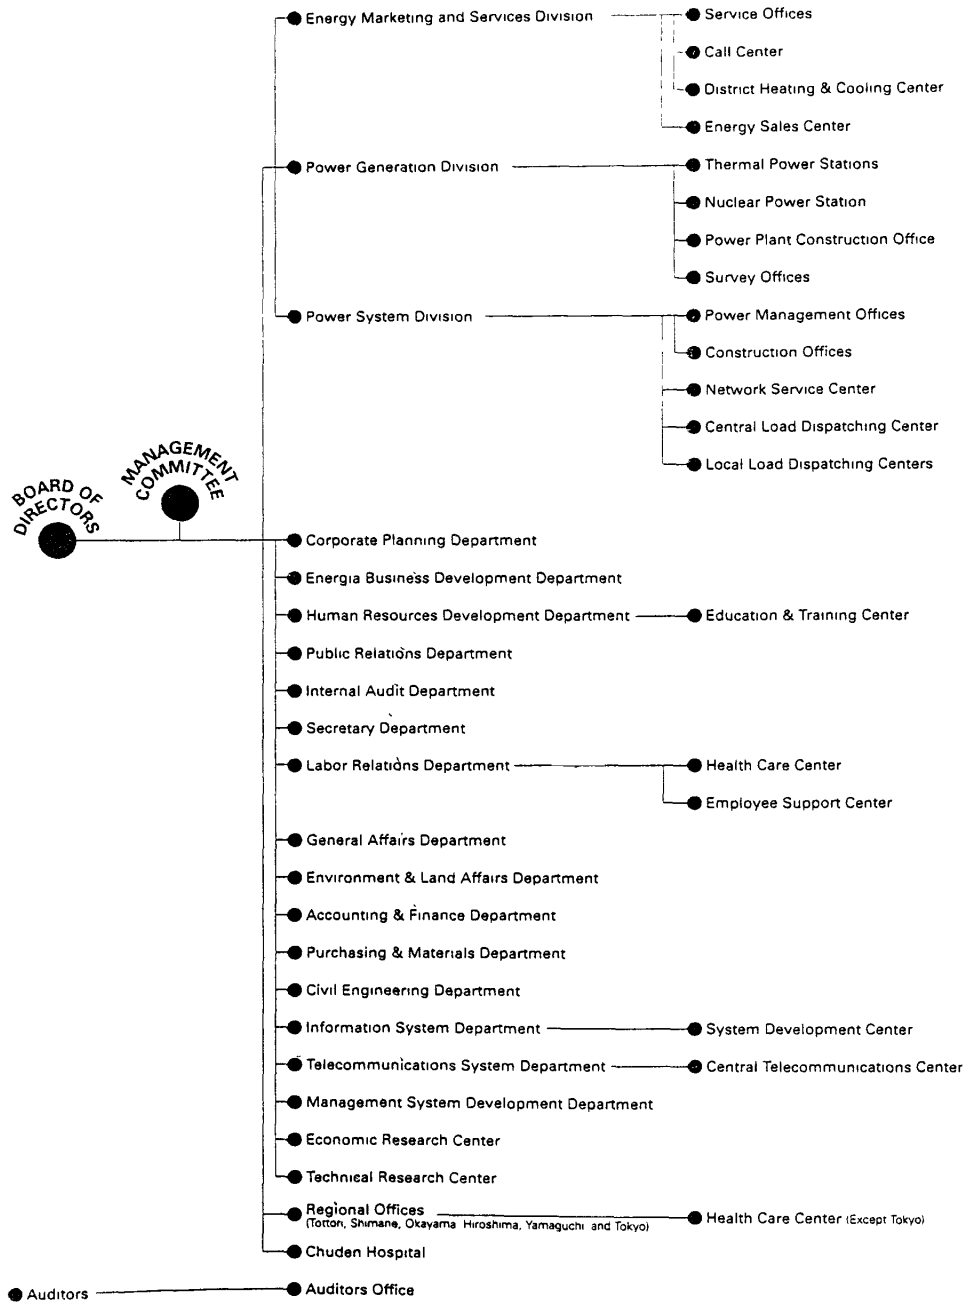 Energy Marketing and Services Division
Service Offices
Call Center
District Heating & Cooling Center
Energy Sales Center
Power Generation Division
Thermal Power Stations
Nuclear Power Station
Power Plant Construction Office
Survey Offices
Power System Division
Power Management Offices
Construction Offices
Network Service Center
Central Load Dispatching Center
Local Load Dispatching Centers
MANAGEMENT
COMMITTEE
BOARD OF
DIRECTORS
Corporate Planning Department
Energia Business Development Department
Human Resources Development Department
Education & Training Center
Public Relations Department
Internal Audit Department
Secretary Department
Labor Relations Department
Health Care Center
Employee Support Center
General Affairs Department
Environment & Land Affairs Department
Accounting & Finance Department
Purchasing & Materials Department
Civil Engineering Department
Information System Department
System Development Center
Telecommunications System Department
Central Telecommunications Center
Management System Development Department
Economic Research Center
Technical Research Center
Regional Offices
(Tottori, Shimane, Okayama Hiroshima, Yamaguchi and Tokyo)
Health Care Center (Except Tokyo)
Chuden Hospital
Auditors
Auditors Office